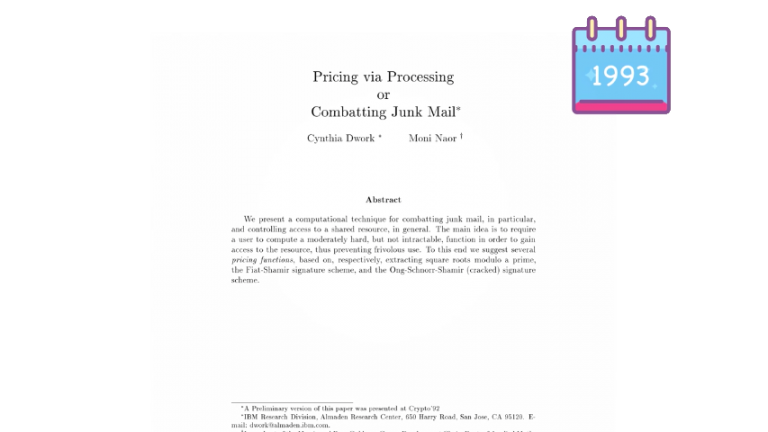 1993
Pricing via Processing
or
Combatting Junk Mail*
Cynthia Dwork * Moni Naor †
Abstract
We present a computational technique for combatting junk mail, in particular,
and controlling access to a shared resource, in general. The main idea is to require
a user to compute a moderately hard, but not intractable, function in order to gain
access to the resource, thus preventing frivolous use. To this end we suggest several
pricing functions, based on, respectively, extracting square roots modulo a prime,
the Fiat-Shamir signature scheme, and the Ong-Schnorr-Shamir (cracked) signature
scheme.
*A Preliminary version of this paper was presented at Crypto'92
*IBM Research Division, Almaden Research Center, 650 Harry Road, San Jose, CA 95120. E-
mail: dwork@almaden.ibm.com.